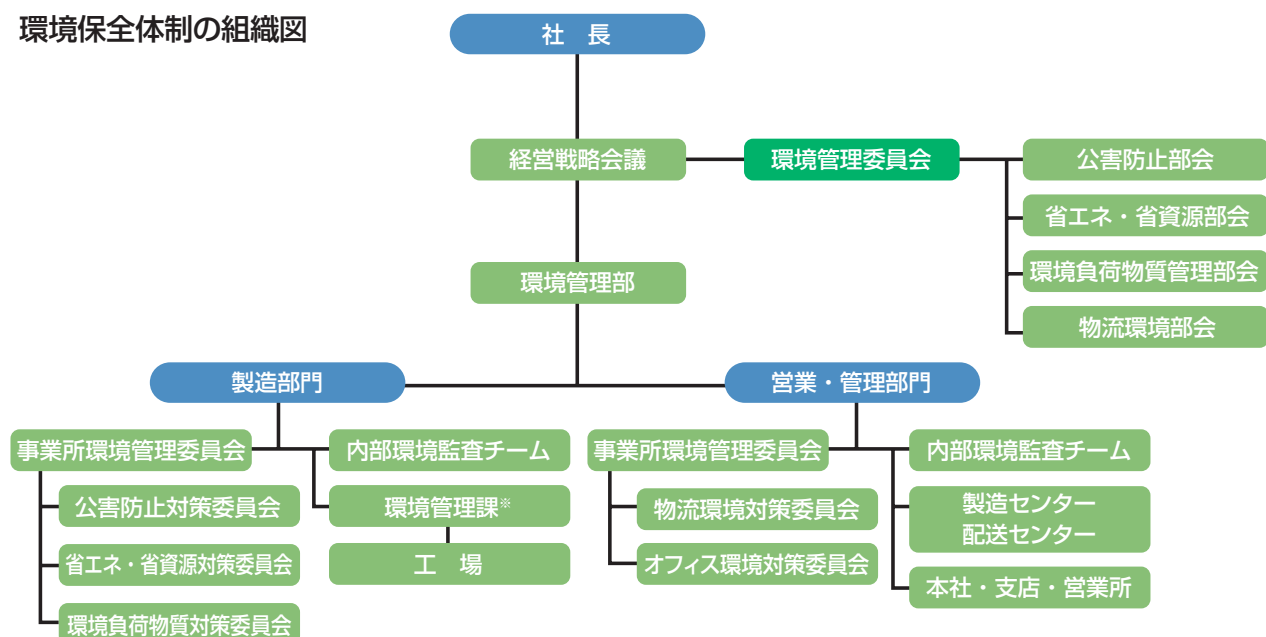 環境保全体制の組織図
社 長
経営戦略会議
環境管理委員会
公害防止部会
省エネ・省資源部会
環境負荷物質管理部会
物流環境部会
環境管理部
製造部門
営業・管理部門
事業所環境管理委員会
内部環境監査チーム
公害防止対策委員会
環境管理課※
省エネ・省資源対策委員会
工 場
環境負荷物質対策委員会
事業所環境管理委員会
内部環境監査チーム
物流環境対策委員会
製造センター
配送センター
オフィス環境対策委員会
本社・支店・営業所